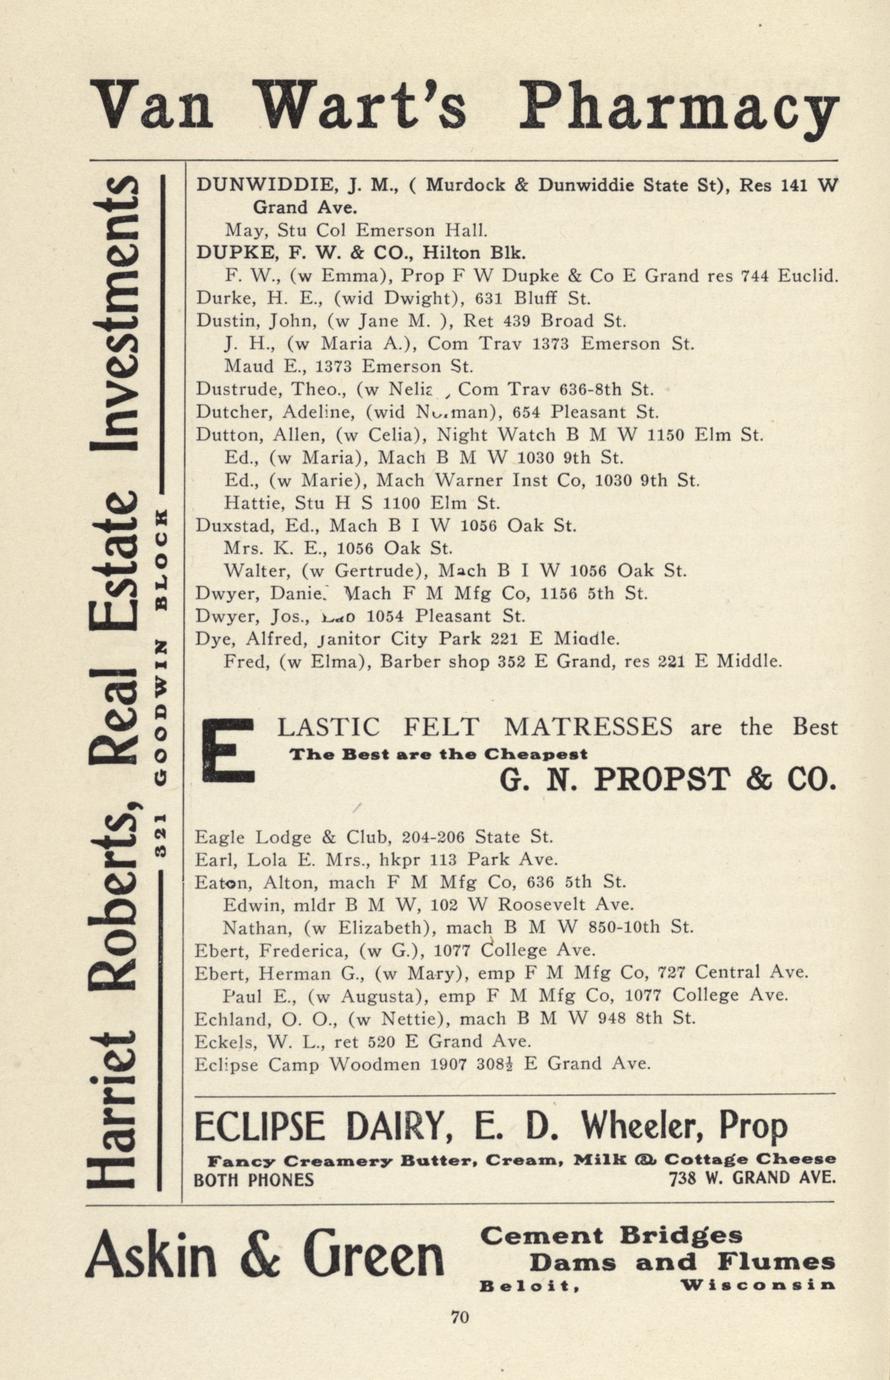 Van Wart's Pharmacy
Harriet Roberts, Real Estate Investments
321 GOODWIN BLOCK
DUNWIDDIE, J. M., ( Murdock & Dunwiddie State St), Res 141 W
Grand Ave.
May, Stu Col Emerson Hall.
DUPKE, F. W. & CO., Hilton Blk.
F. W., (w Emma), Prop F W Dupke & Co E Grand res 744 Euclid.
Durke, H. E., (wid Dwight), 631 Bluff St.
Dustin, John, (w Jane M. ), Ret 439 Broad St.
J. H., (w Maria A.), Com Trav 1373 Emerson St.
Maud E., 1373 Emerson St.
Dustrude, Theo., (w Nelia , Com Trav 636-8th St.
Dutcher, Adeline, (wid Norman), 654 Pleasant St.
Dutton, Allen, (w Celia), Night Watch B M W 1150 Elm St.
Ed., (w Maria), Mach B M W 1030 9th St.
Ed., (w Marie), Mach Warner Inst Co, 1030 9th St.
Hattie, Stu H S 1100 Elm St.
Duxstad, Ed., Mach B I W 1056 Oak St.
Mrs. K. E., 1056 Oak St.
Walter, (w Gertrude), Mach B I W 1056 Oak St.
Dwyer, Daniel Mach F M Mfg Co, 1156 5th St.
Dwyer, Jos., Lab 1054 Pleasant St.
Dye, Alfred, Janitor City Park 221 E Middle.
Fred, (w Elma), Barber shop 352 E Grand, res 221 E Middle.
ELASTIC FELT MATRESSES are the Best
The Best are the Cheapest
G. N. PROPST & CO.
Eagle Lodge & Club, 204-206 State St.
Earl, Lola E. Mrs., hkpr 113 Park Ave.
Eaton, Alton, mach F M Mfg Co, 636 5th St.
Edwin, mldr B M W, 102 W Roosevelt Ave.
Nathan, (w Elizabeth), mach B M W 850-10th St.
Ebert, Frederica, (w G.), 1077 College Ave.
Ebert, Herman G., (w Mary), emp F M Mfg Co, 727 Central Ave.
Paul E., (w Augusta), emp F M Mfg Co, 1077 College Ave.
Echland, O. O., (w Nettie), mach B M W 948 8th St.
Eckels, W. L., ret 520 E Grand Ave.
Eclipse Camp Woodmen 1907 308½ E Grand Ave.
ECLIPSE DAIRY, E. D. Wheeler, Prop
Fancy Creamery Butter, Cream, Milk & Cottage Cheese
BOTH PHONES 738 W. GRAND AVE.
Askin & Green
Cement Bridges
Dams and Flumes
Beloit, Wisconsin
70